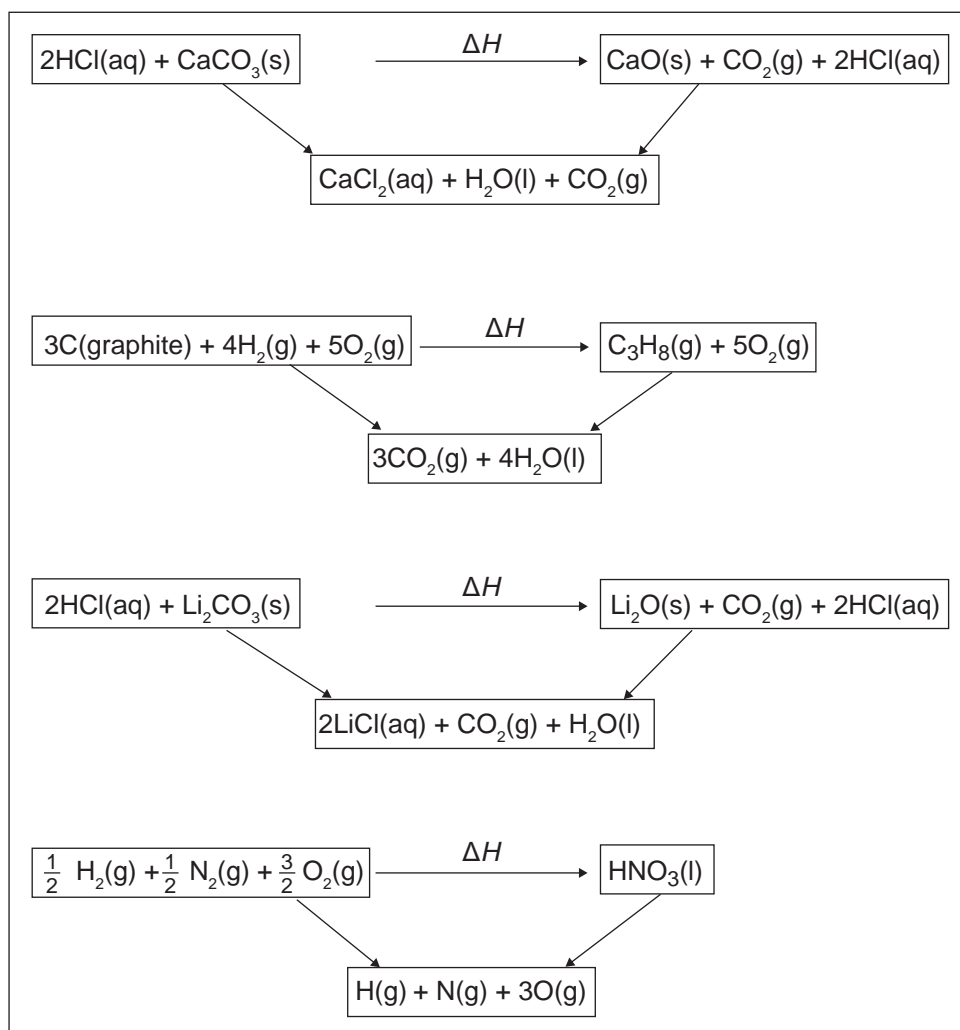 ΔH
2HCl(aq) + CaCO₃(s) CaO(s) + CO₂(g) + 2HCl(aq)
CaCl₂(aq) + H₂O(l) + CO₂(g)
ΔH
3C(graphite) + 4H₂(g) + 5O₂(g) C₃H₈(g) + 5O₂(g)
3CO₂(g) + 4H₂O(l)
ΔH
2HCl(aq) + Li₂CO₃(s) Li₂O(s) + CO₂(g) + 2HCl(aq)
2LiCl(aq) + CO₂(g) + H₂O(l)
ΔH
½ H₂(g) + ½ N₂(g) + 3/2 O₂(g) HNO₃(l)
H(g) + N(g) + 3O(g)